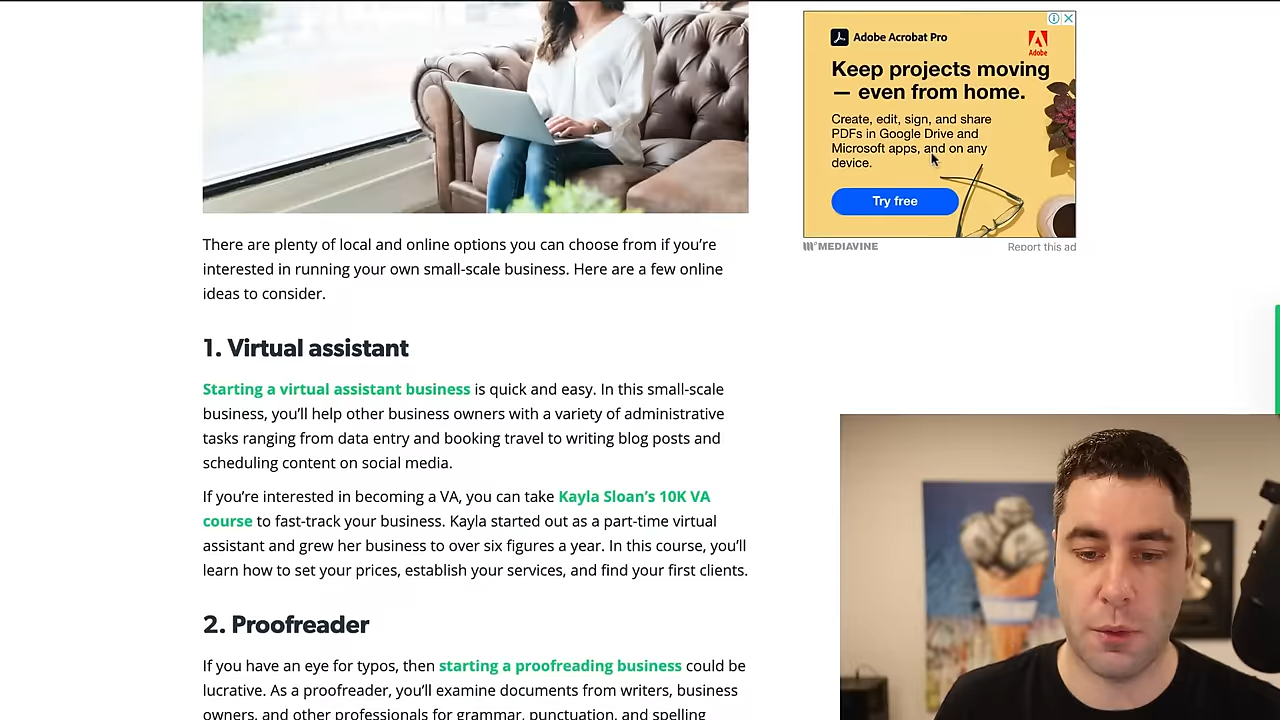 Adobe Acrobat Pro
Adobe
Keep projects moving
— even from home.
Create, edit, sign, and share
PDFs in Google Drive and
Microsoft apps, and on any
device.
Try free
MEDIAVINE
Report this ad
There are plenty of local and online options you can choose from if you’re
interested in running your own small-scale business. Here are a few online
ideas to consider.
1. Virtual assistant
Starting a virtual assistant business is quick and easy. In this small-scale
business, you’ll help other business owners with a variety of administrative
tasks ranging from data entry and booking travel to writing blog posts and
scheduling content on social media.
If you’re interested in becoming a VA, you can take Kayla Sloan’s 10K VA
course to fast-track your business. Kayla started out as a part-time virtual
assistant and grew her business to over six figures a year. In this course, you’ll
learn how to set your prices, establish your services, and find your first clients.
2. Proofreader
If you have an eye for typos, then starting a proofreading business could be
lucrative. As a proofreader, you’ll examine documents from writers, business
owners, and other professionals for grammar, punctuation, and spelling